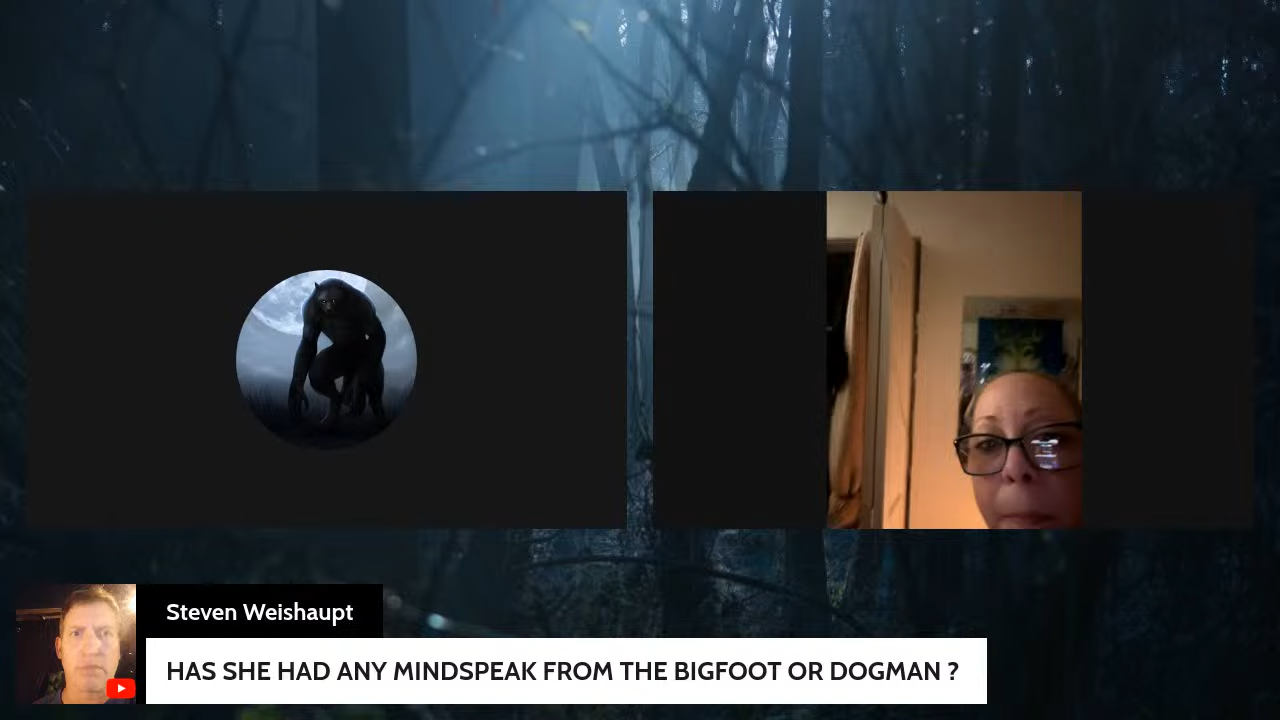 Steven Weishaupt
HAS SHE HAD ANY MINDSPEAK FROM THE BIGFOOT OR DOGMAN ?